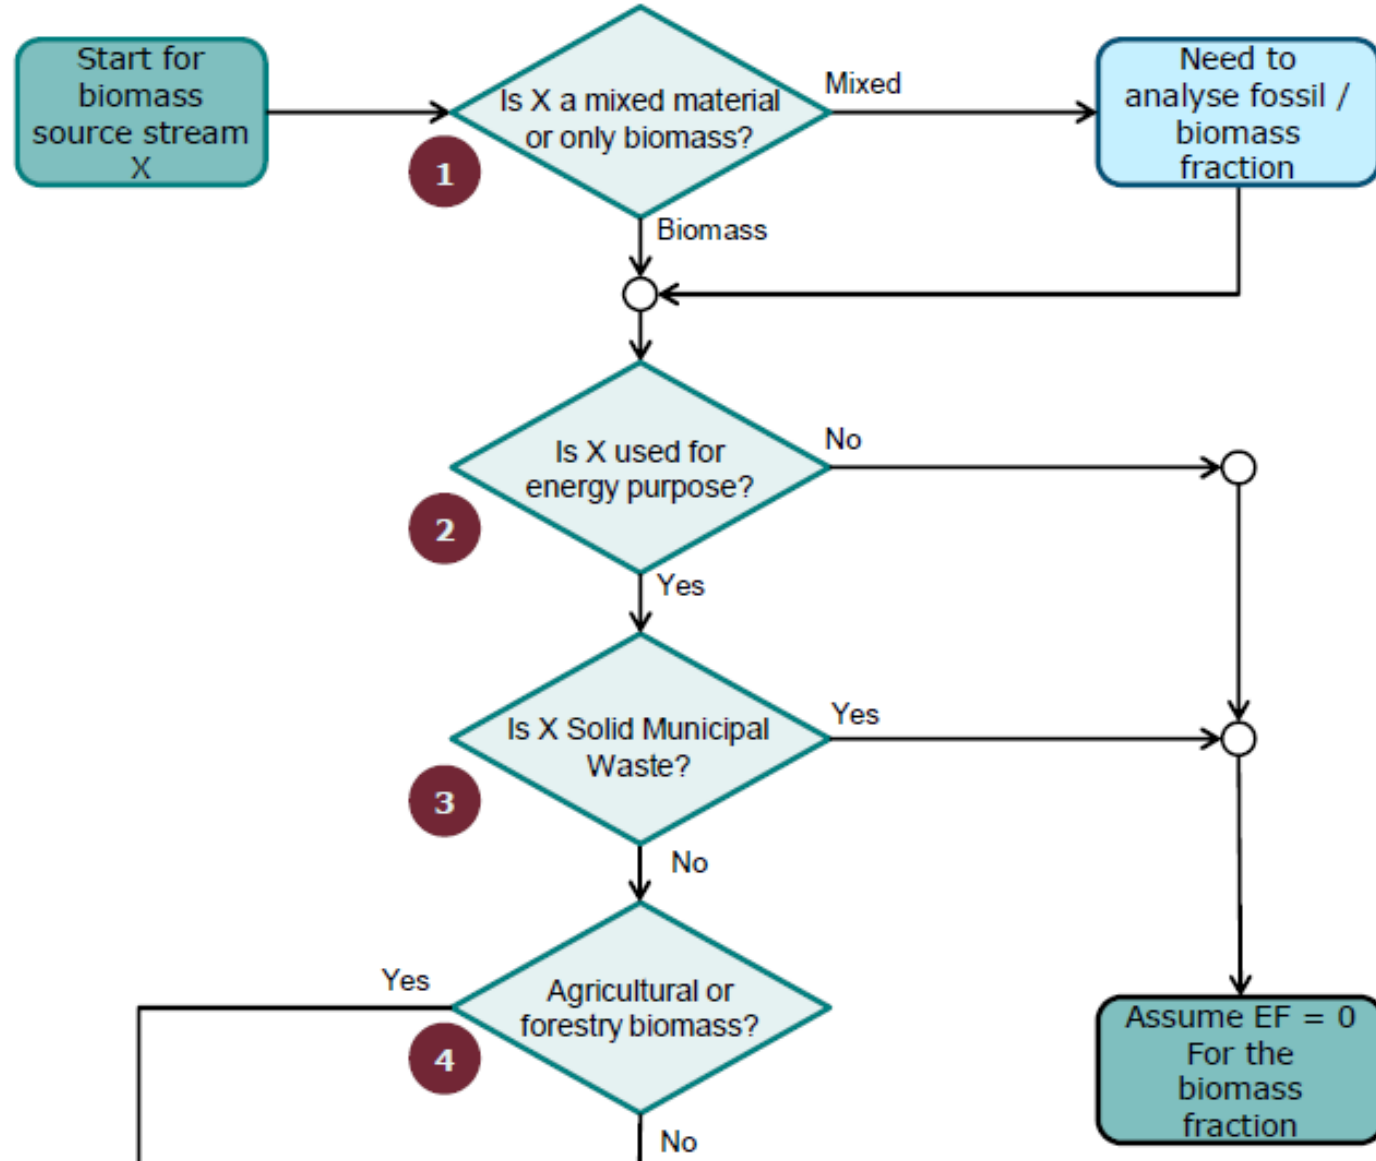 Start for
biomass
source stream
X
Is X a mixed material
or only biomass?
1
Mixed
Need to
analyse fossil /
biomass
fraction
Biomass
Is X used for
energy purpose?
2
No
Yes
Is X Solid Municipal
Waste?
3
Yes
No
Agricultural or
forestry biomass?
4
Yes
No
Assume EF = 0
For the
biomass
fraction